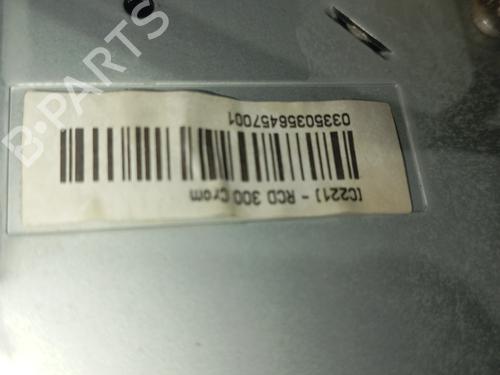 [C221] - RCD 300 Crom
03350356457001
B-PARTS